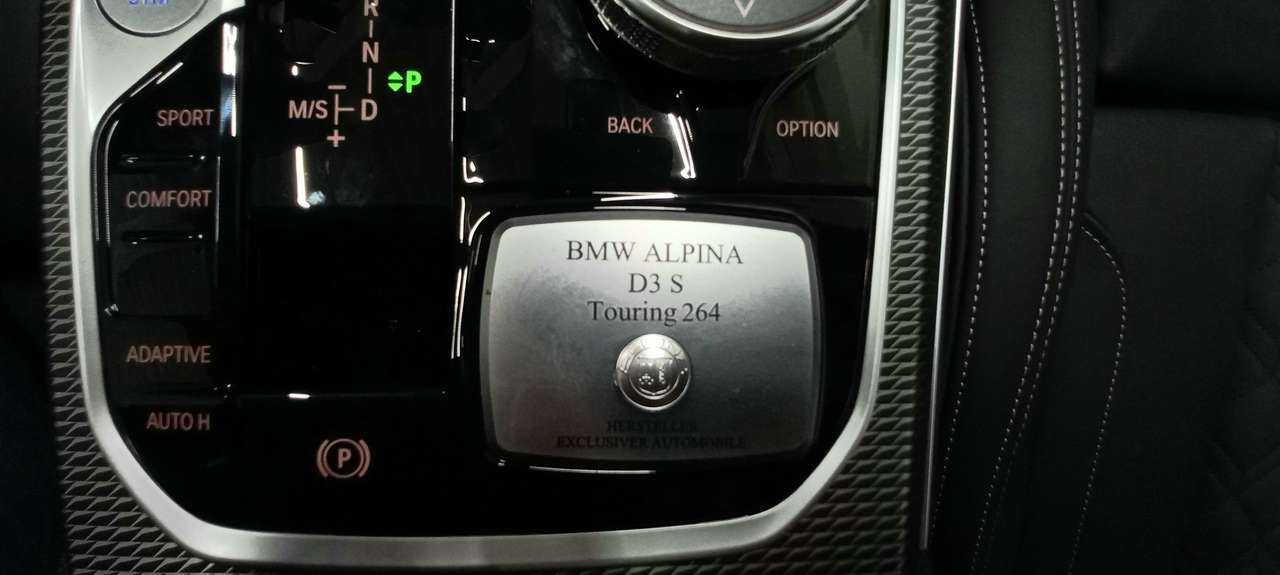 R
N
P
M/S D
SPORT
BACK
OPTION
COMFORT
BMW ALPINA
D3 S
Touring 264
ADAPTIVE
AUTO H
HERSTELLER
EXCLUSIVER AUTOMOBILE
P